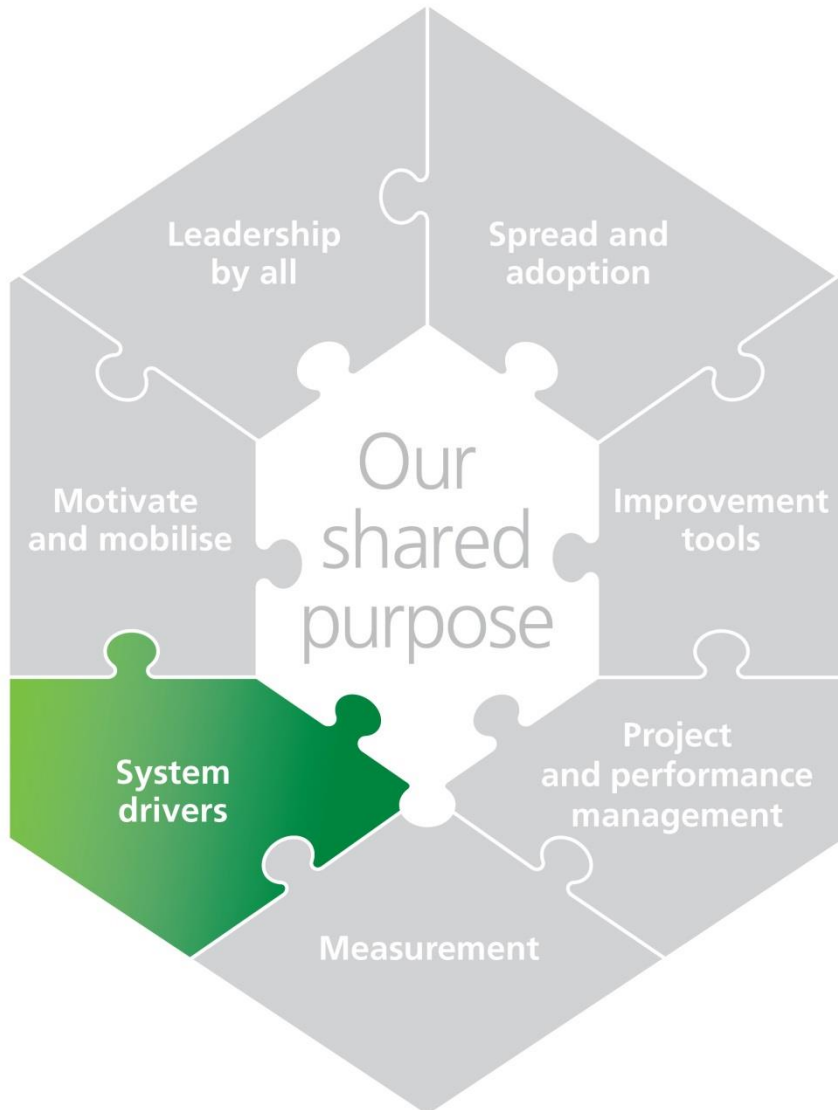 Leadership
by all
Spread and
adoption
Motivate
and mobilise
Our
shared
purpose
Improvement
tools
System
drivers
Project
and performance
management
Measurement